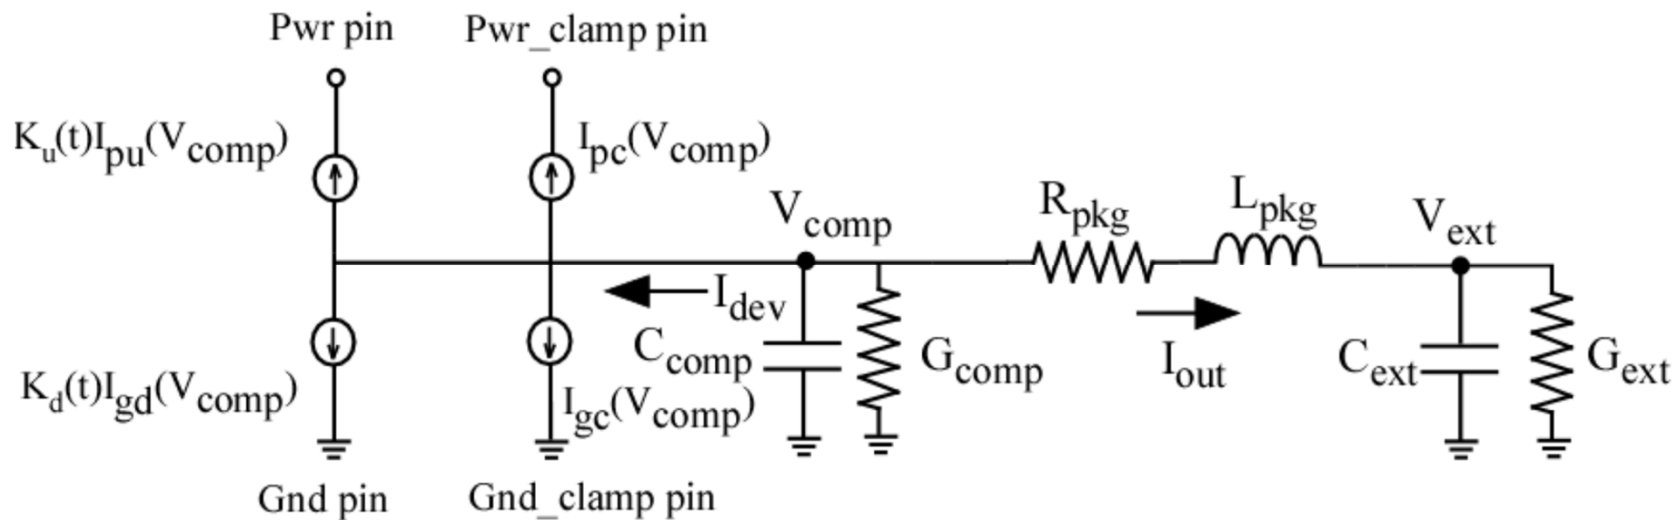 Pwr pin
Pwr_clamp pin
Ku(t)Ipu(Vcomp)
Ipc(Vcomp)
Vcomp
Rpkg
Lpkg
Vext
Idev
Ccomp
Gcomp
Iout
Cext
Gext
Kd(t)Igd(Vcomp)
Igc(Vcomp)
Gnd pin
Gnd_clamp pin